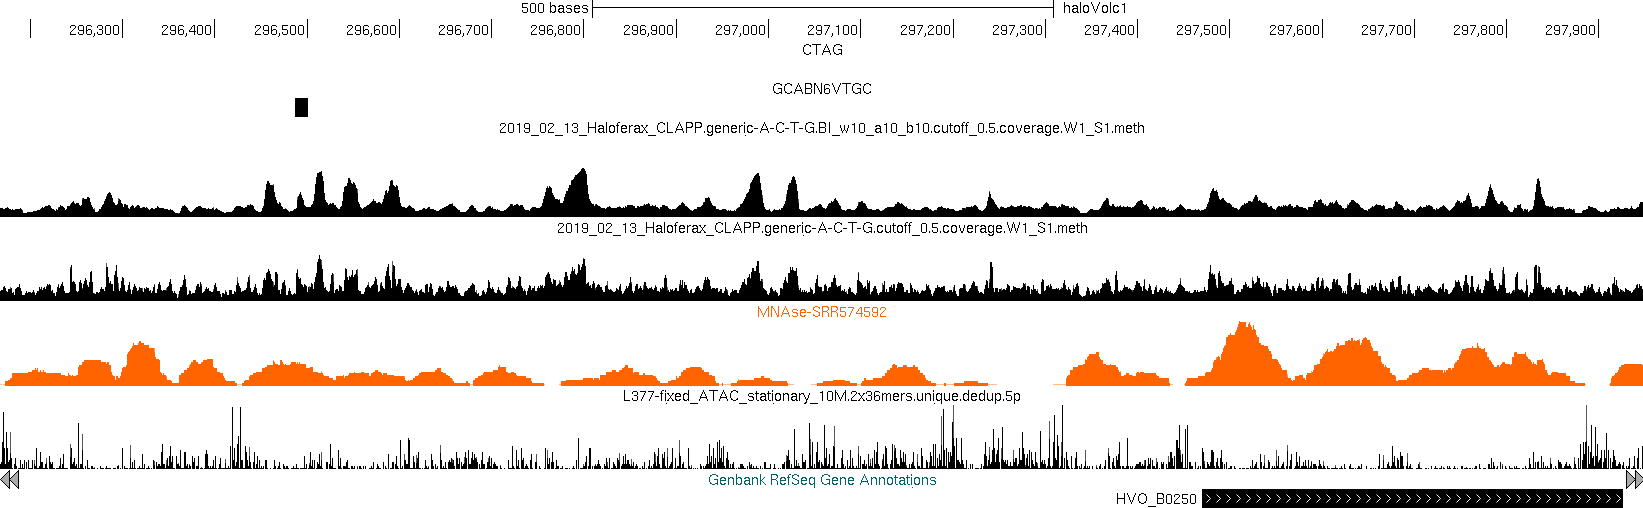 500 bases haloVolc1
296,300 296,400 296,500 296,600 296,700 296,800 296,900 297,000 297,100 297,200 297,300 297,400 297,500 297,600 297,700 297,800 297,900
CTAG
GCABN6VTGC
2019_02_13_Haloferax_CLAPP.generic-A-C-T-G.BI_w10_a10_b10.cutoff_0.5.coverage.W1_S1.meth
2019_02_13_Haloferax_CLAPP.generic-A-C-T-G.cutoff_0.5.coverage.W1_S1.meth
MNAse-SRR574592
L377-fixed_ATAC_stationary_10M.2x36mers.unique.dedup.5p
Genbank RefSeq Gene Annotations
HVO_B0250